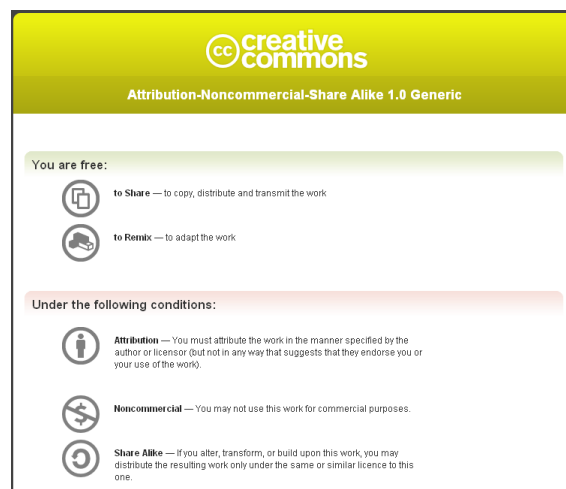 cc creative
commons
Attribution-Noncommercial-Share Alike 1.0 Generic
You are free:
to Share — to copy, distribute and transmit the work
to Remix — to adapt the work
Under the following conditions:
Attribution — You must attribute the work in the manner specified by the
author or licensor (but not in any way that suggests that they endorse you or
your use of the work).
Noncommercial — You may not use this work for commercial purposes.
Share Alike — If you alter, transform, or build upon this work, you may
distribute the resulting work only under the same or similar licence to this
one.